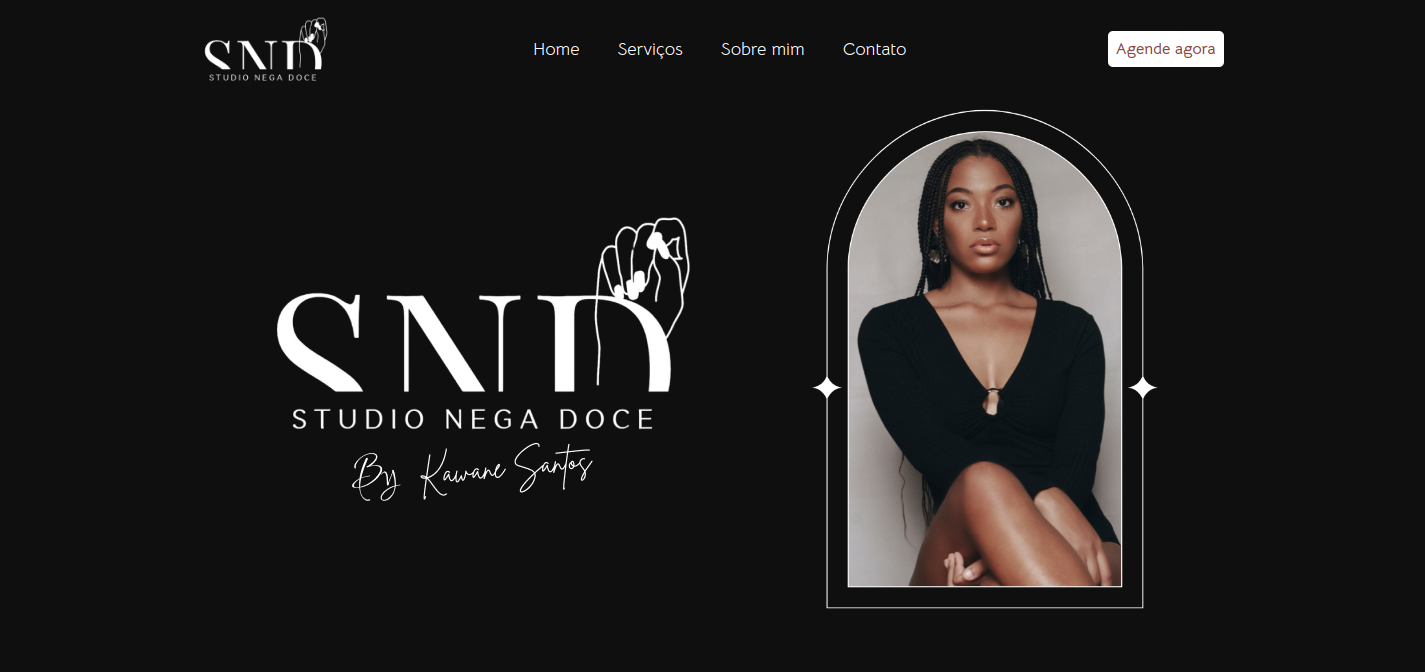 SND
STUDIO NEGA DOCE
Home
Serviços
Sobre mim
Contato
Agende agora
SND
STUDIO NEGA DOCE
By Kawane Santos